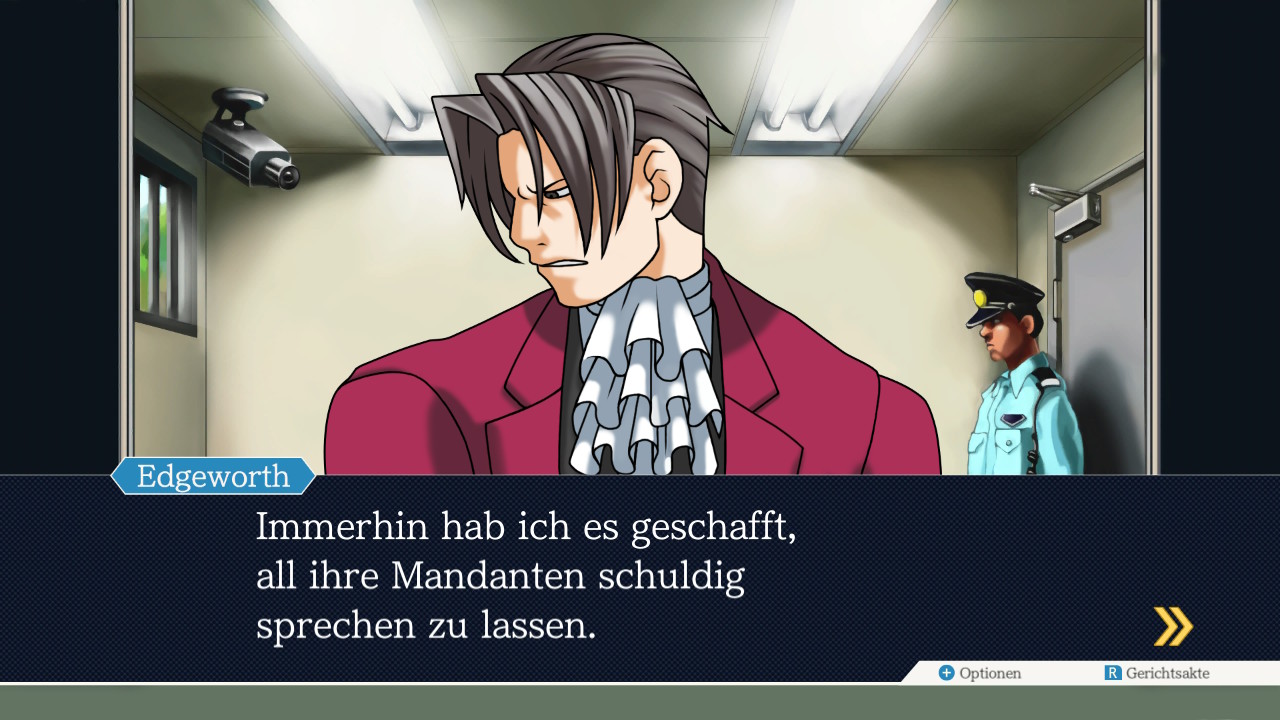 Edgeworth
Immerhin hab ich es geschafft,
all ihre Mandanten schuldig
sprechen zu lassen.
+ Optionen
R Gerichtsakte